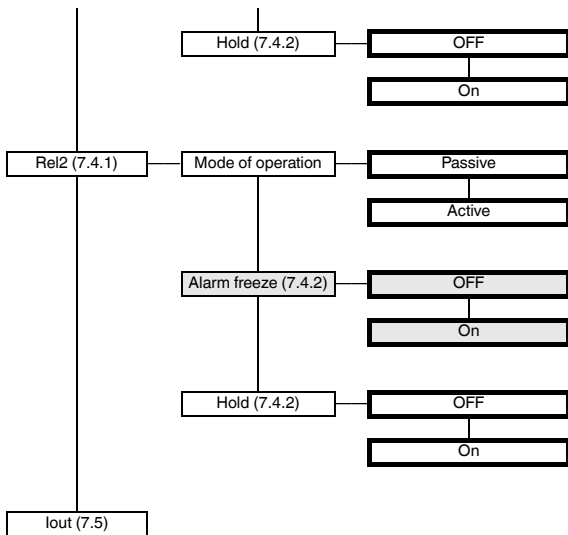 Hold (7.4.2) OFF
On
Rel2 (7.4.1) Mode of operation Passive
Active
Alarm freeze (7.4.2) OFF
On
Hold (7.4.2) OFF
On
Iout (7.5)